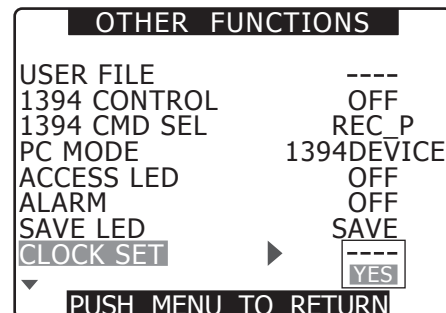 OTHER FUNCTIONS
USER FILE ----
1394 CONTROL OFF
1394 CMD SEL REC_P
PC MODE 1394DEVICE
ACCESS LED OFF
ALARM OFF
SAVE LED SAVE
CLOCK SET ----
YES
PUSH MENU TO RETURN